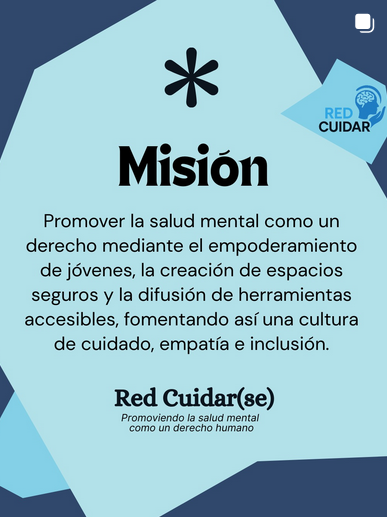 RED
CUIDAR
Misión
Promover la salud mental como un
derecho mediante el empoderamiento
de jóvenes, la creación de espacios
seguros y la difusión de herramientas
accesibles, fomentando así una cultura
de cuidado, empatía e inclusión.
Red Cuidar(se)
Promoviendo la salud mental
como un derecho humano